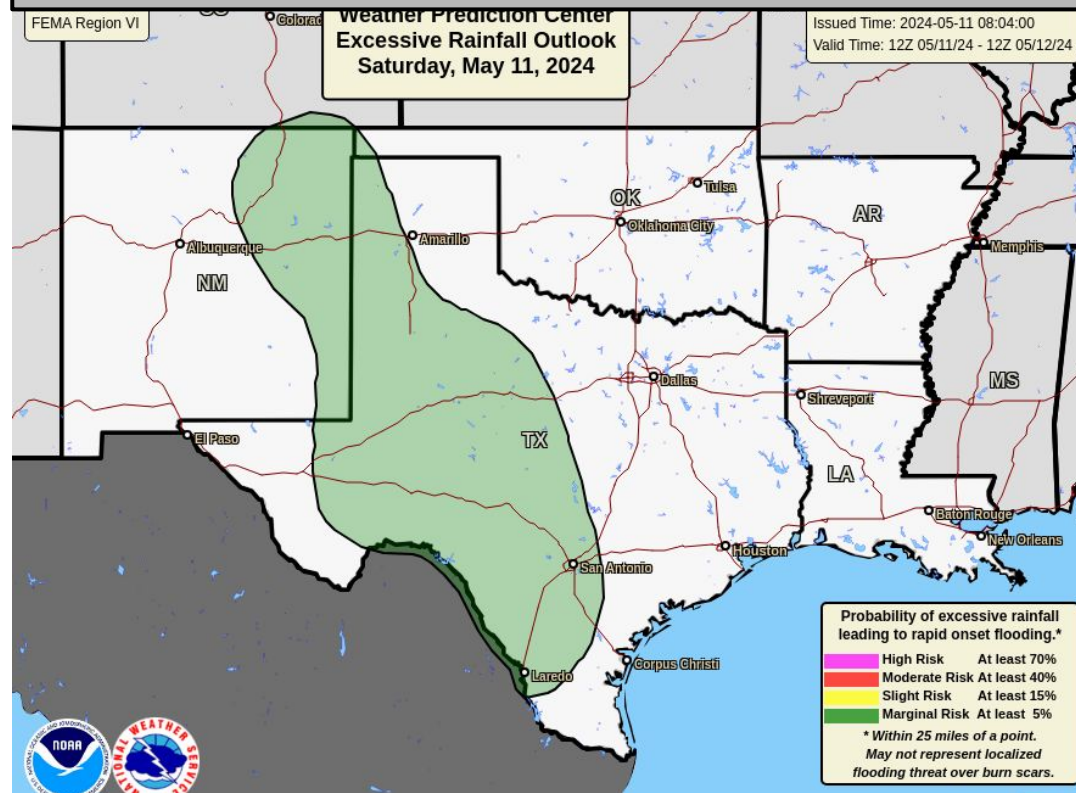 FEMA Region VI
Weather Prediction Center
Excessive Rainfall Outlook
Saturday, May 11, 2024
Issued Time: 2024-05-11 08:04:00
Valid Time: 12Z 05/11/24 - 12Z 05/12/24
Tulsa
OK
Oklahoma City
AR
Amarillo
Albuquerque
Memphis
NM
Dallas
MS
Shreveport
El Paso
TX
LA
Baton Rouge
New Orleans
Houston
San Antonio
Corpus Christi
Laredo
Probability of excessive rainfall
leading to rapid onset flooding.*
High Risk At least 70%
Moderate Risk At least 40%
Slight Risk At least 15%
Marginal Risk At least 5%
* Within 25 miles of a point.
May not represent localized
flooding threat over burn scars.
NOAA
NATIONAL WEATHER SERVICE